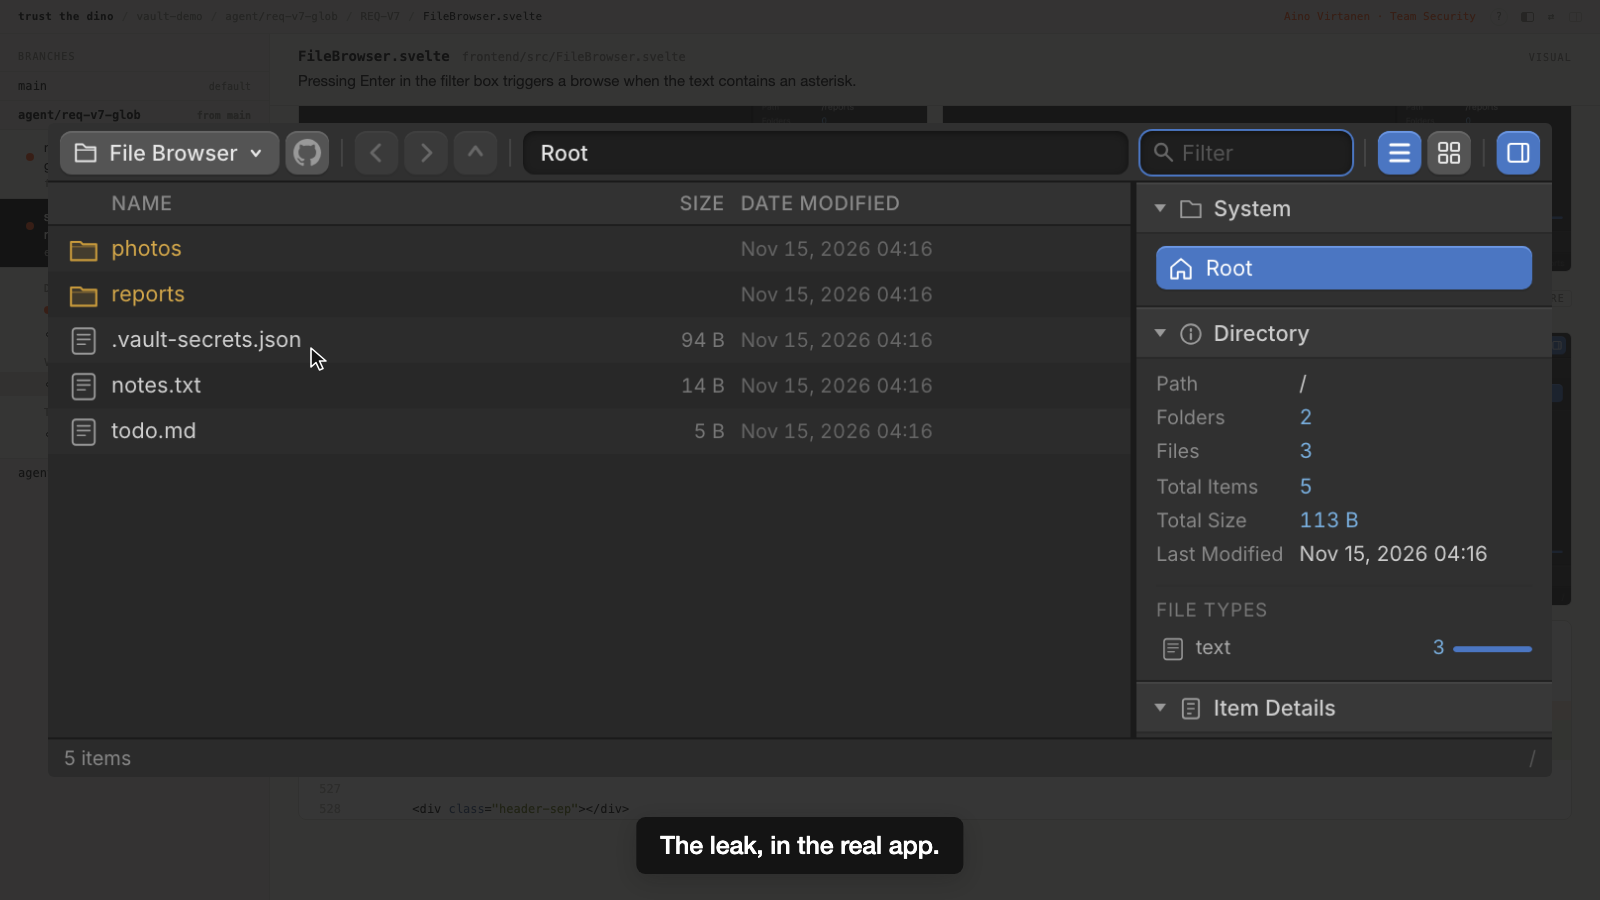 trust the dino / vault-demo / agent/req-v7-glob / REQ-V7 / FileBrowser.svelte
Aino Virtanen · Team Security ?
BRANCHES
main default
agent/req-v7-glob from main
FileBrowser.svelte frontend/src/FileBrowser.svelte VISUAL
Pressing Enter in the filter box triggers a browse when the text contains an asterisk.
File Browser
Root
Filter
NAME SIZE DATE MODIFIED
photos Nov 15, 2026 04:16
reports Nov 15, 2026 04:16
.vault-secrets.json 94 B Nov 15, 2026 04:16
notes.txt 14 B Nov 15, 2026 04:16
todo.md 5 B Nov 15, 2026 04:16
System
Root
Directory
Path /
Folders 2
Files 3
Total Items 5
Total Size 113 B
Last Modified Nov 15, 2026 04:16
FILE TYPES
text 3
Item Details
5 items /
527
528 <div class="header-sep"></div>
The leak, in the real app.